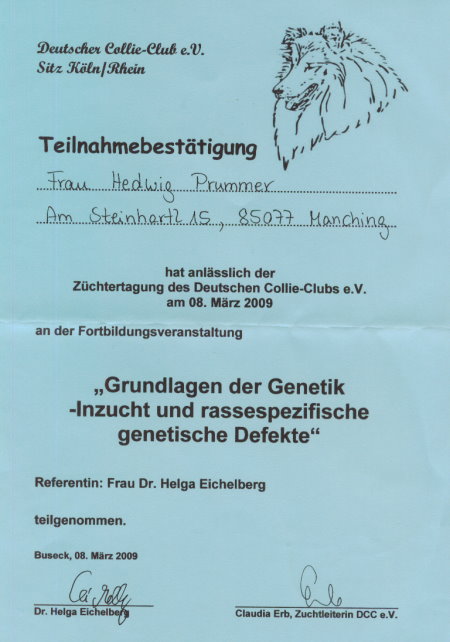 Deutscher Collie-Club e.V.
Sitz Köln/Rhein
Teilnahmebestätigung
Frau Hedwig Prummer
Am Steinhartl 15, 85077 Manching
hat anlässlich der
Züchtertagung des Deutschen Collie-Clubs e.V.
am 08. März 2009
an der Fortbildungsveranstaltung
„Grundlagen der Genetik
-Inzucht und rassespezifische
genetische Defekte“
Referentin: Frau Dr. Helga Eichelberg
teilgenommen.
Buseck, 08. März 2009
Dr. Helga Eichelberg
Claudia Erb, Zuchtleiterin DCC e.V.